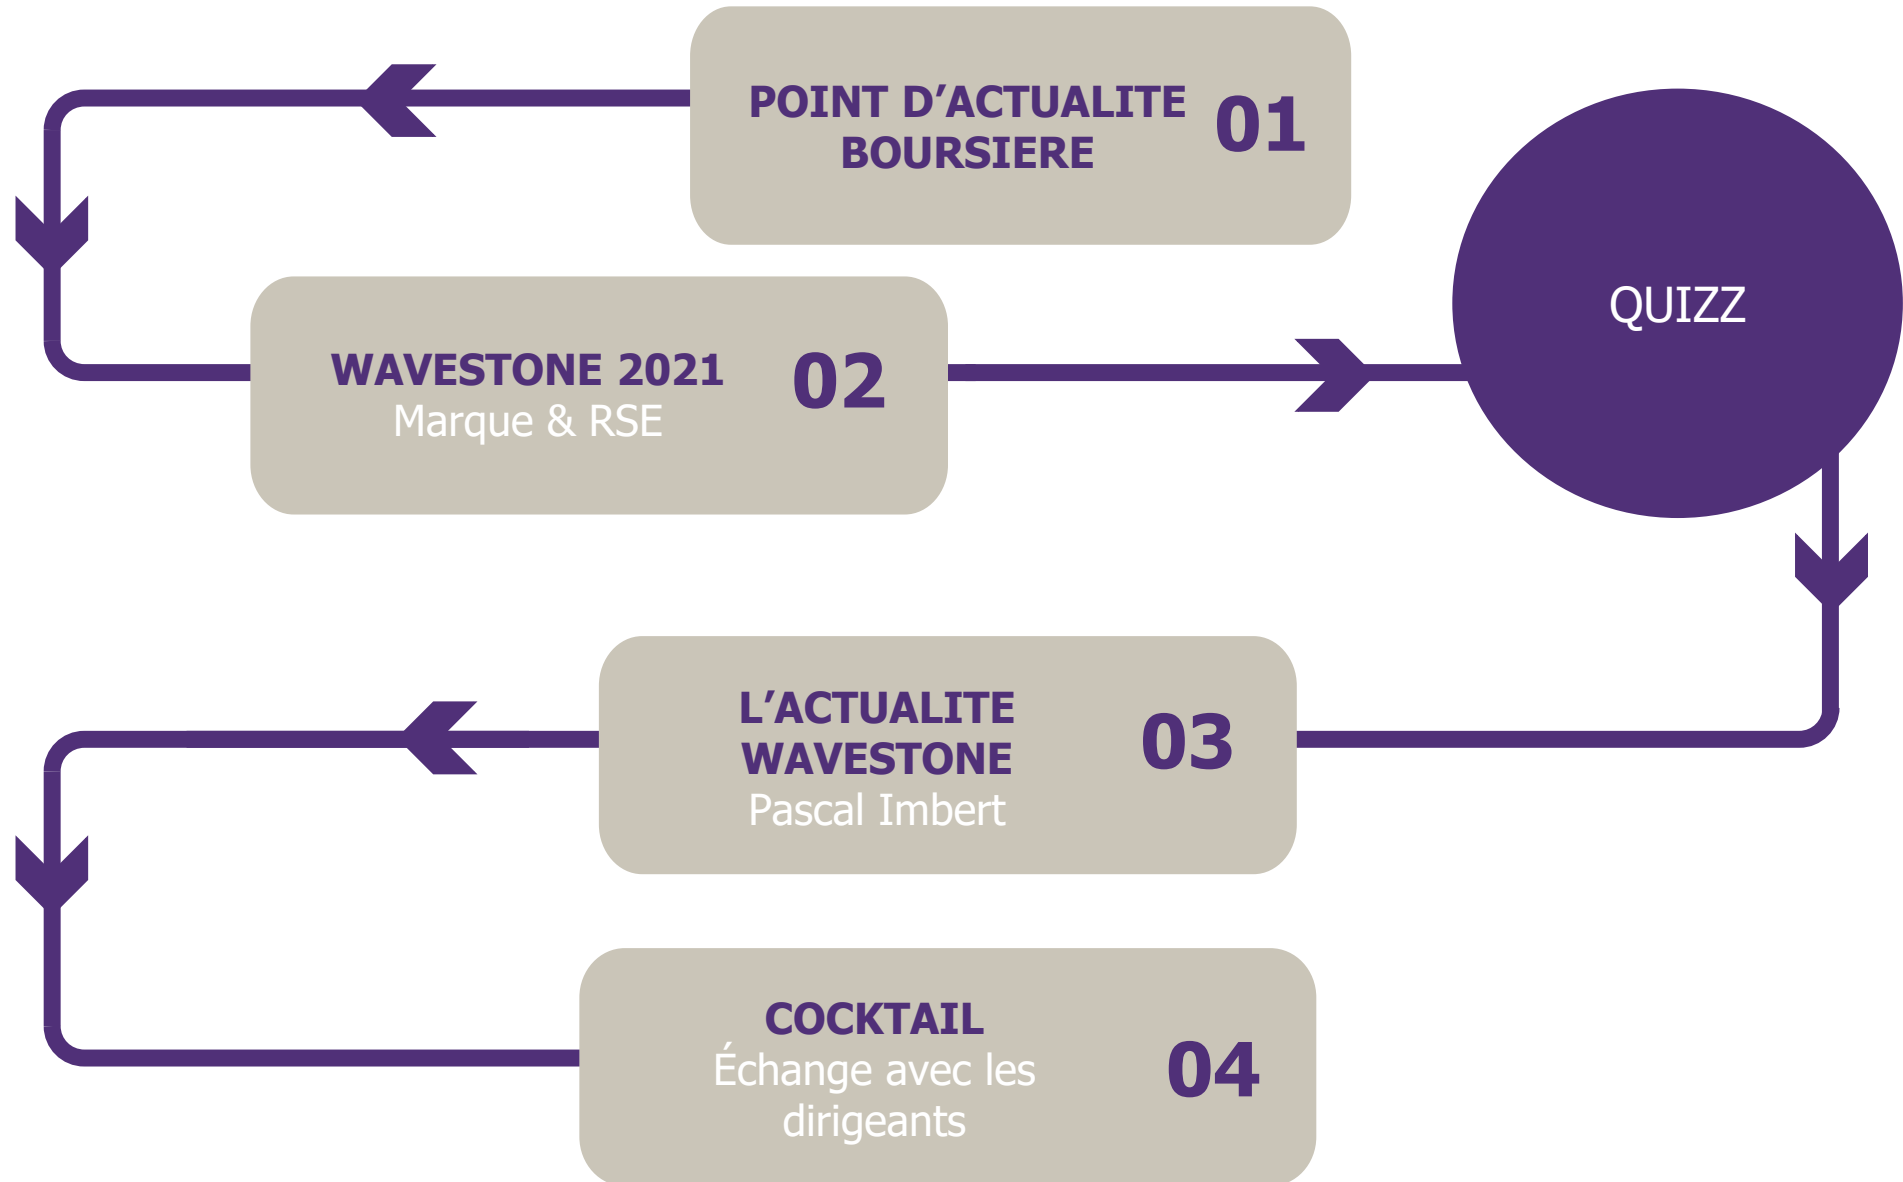 POINT D’ACTUALITE
BOURSIERE
01
WAVESTONE 2021
Marque & RSE
02
QUIZZ
L’ACTUALITE
WAVESTONE
Pascal Imbert
03
COCKTAIL
Échange avec les
dirigeants
04